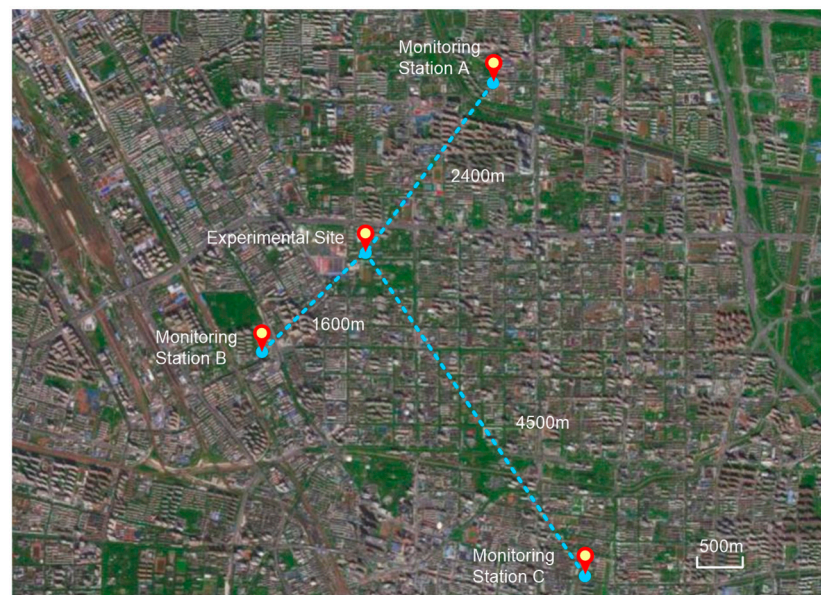 Monitoring
Station A
2400m
Experimental Site
1600m
Monitoring
Station B
4500m
Monitoring
Station C
500m